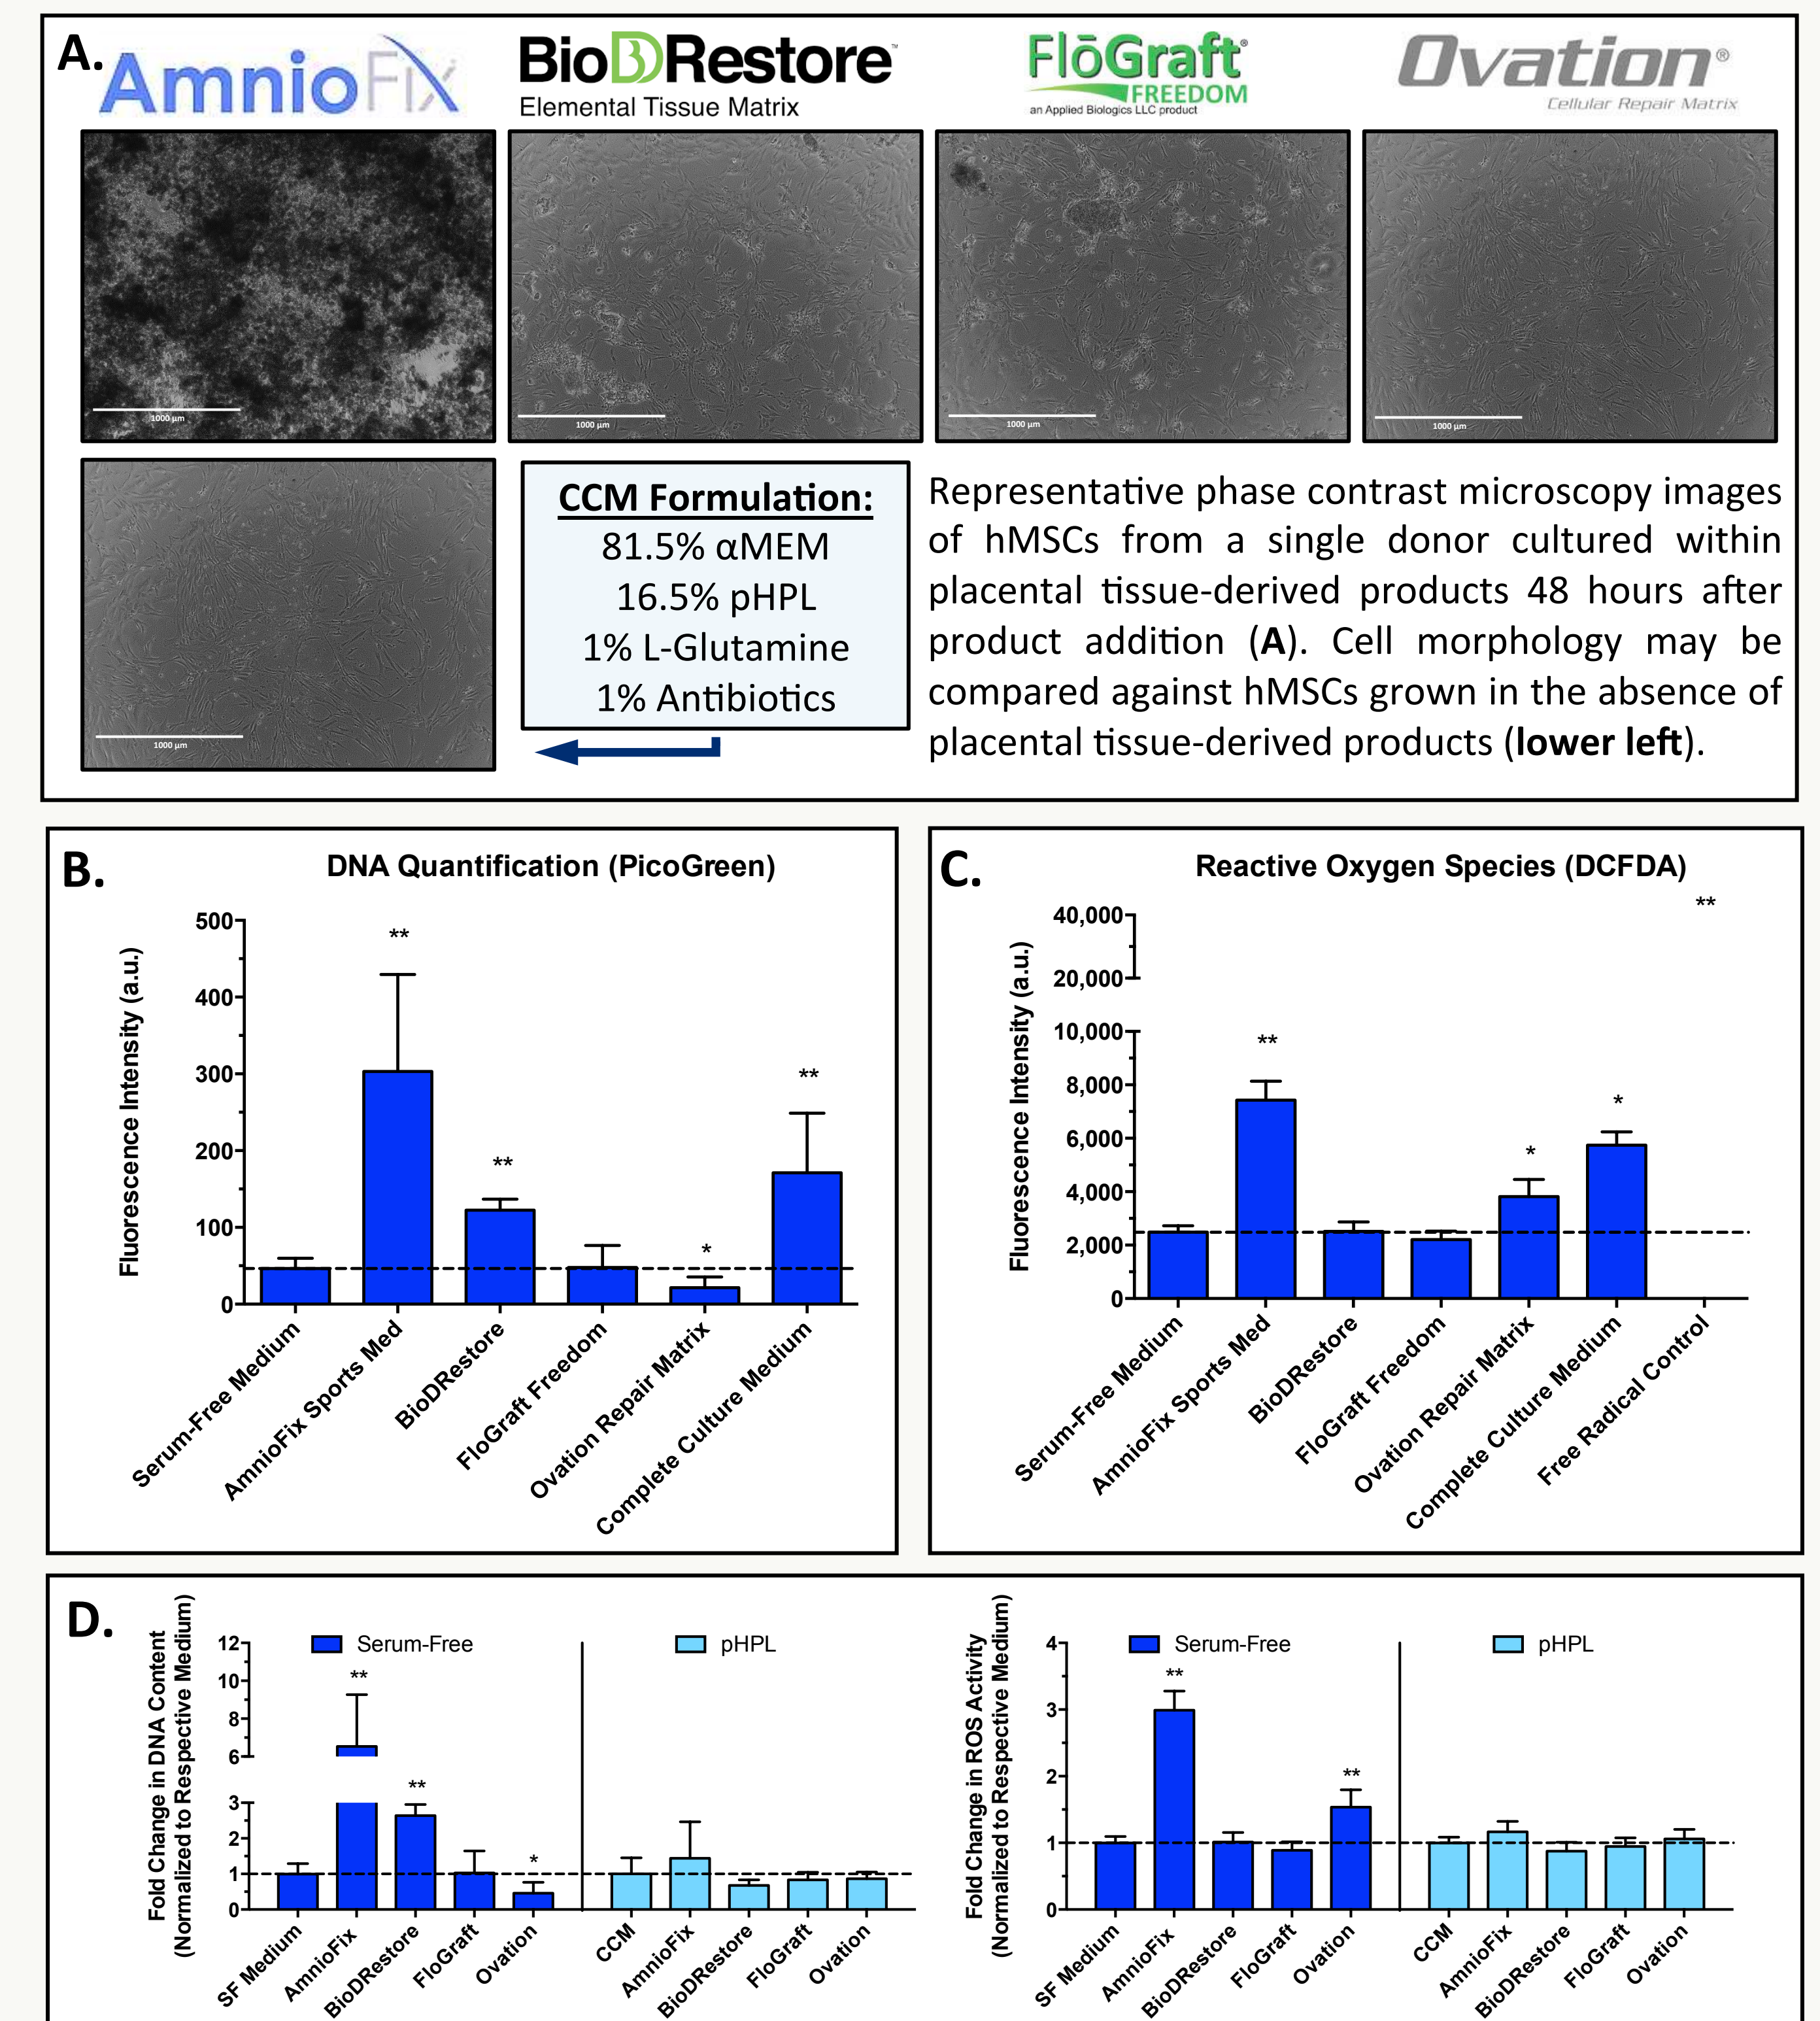 A.
AmnioFix
BioDRestore™
Elemental Tissue Matrix
FlōGraft®
FREEDOM
an Applied Biologics LLC product
Ovation®
Cellular Repair Matrix
1000 µm
1000 µm
1000 µm
1000 µm
1000 µm
CCM Formulation:
81.5% αMEM
16.5% pHPL
1% L-Glutamine
1% Antibiotics
Representative phase contrast microscopy images
of hMSCs from a single donor cultured within
placental tissue-derived products 48 hours after
product addition (A). Cell morphology may be
compared against hMSCs grown in the absence of
placental tissue-derived products (lower left).
B.
DNA Quantification (PicoGreen)
Fluorescence Intensity (a.u.)
500
400
300
200
100
0
**
**
*
**
Serum-Free Medium
AmnioFix Sports Med
BioDRestore
FloGraft Freedom
Ovation Repair Matrix
Complete Culture Medium
C.
Reactive Oxygen Species (DCFDA)
Fluorescence Intensity (a.u.)
40,000
20,000
10,000
8,000
6,000
4,000
2,000
0
**
*
*
**
Serum-Free Medium
AmnioFix Sports Med
BioDRestore
FloGraft Freedom
Ovation Repair Matrix
Complete Culture Medium
Free Radical Control
D.
Fold Change in DNA Content
(Normalized to Respective Medium)
12
10
8
6
3
2
1
0
Serum-Free
pHPL
**
**
*
SF Medium
AmnioFix
BioDRestore
FloGraft
Ovation
CCM
AmnioFix
BioDRestore
FloGraft
Ovation
Fold Change in ROS Activity
(Normalized to Respective Medium)
4
3
2
1
0
Serum-Free
pHPL
**
**
SF Medium
AmnioFix
BioDRestore
FloGraft
Ovation
CCM
AmnioFix
BioDRestore
FloGraft
Ovation